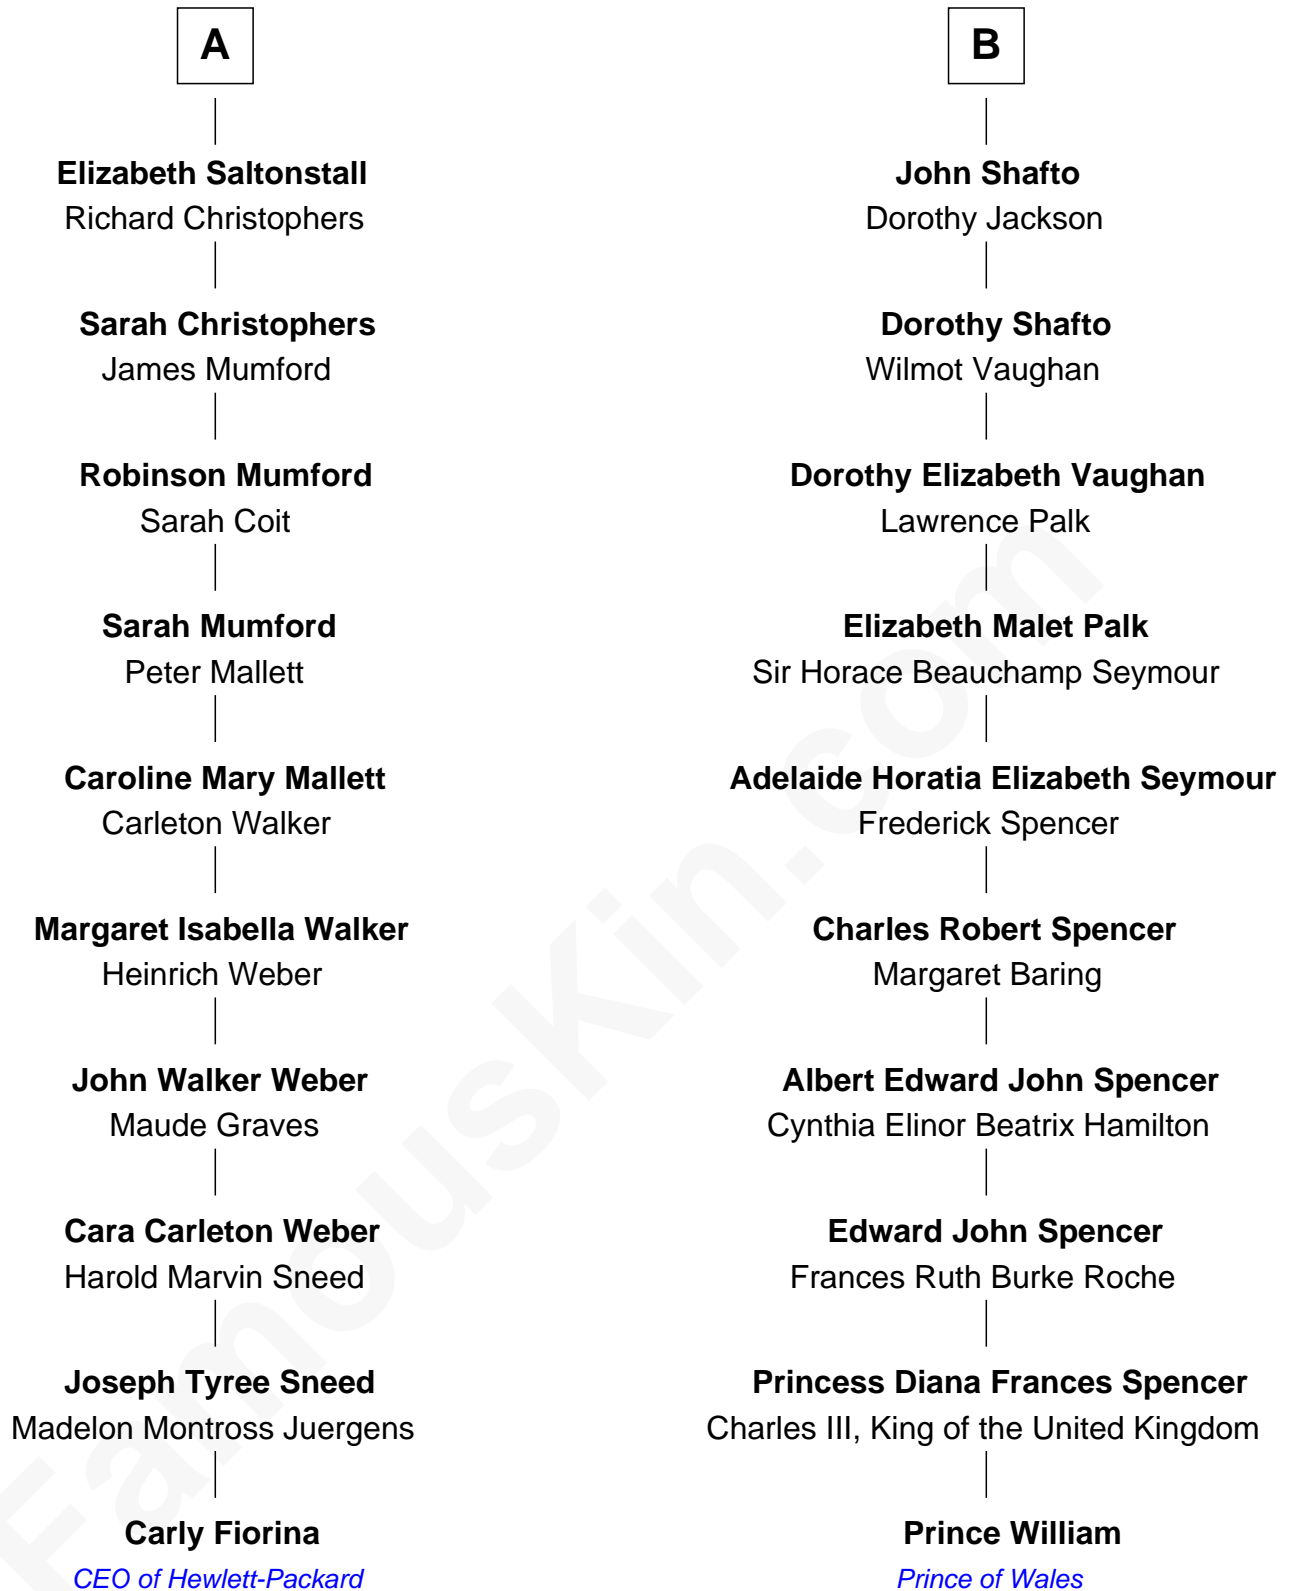 A
Elizabeth Saltonstall
Richard Christophers
Sarah Christophers
James Mumford
Robinson Mumford
Sarah Coit
Sarah Mumford
Peter Mallett
Caroline Mary Mallett
Carleton Walker
Margaret Isabella Walker
Heinrich Weber
John Walker Weber
Maude Graves
Cara Carleton Weber
Harold Marvin Sneed
Joseph Tyree Sneed
Madelon Montross Juergens
Carly Fiorina
CEO of Hewlett-Packard
B
John Shafto
Dorothy Jackson
Dorothy Shafto
Wilmot Vaughan
Dorothy Elizabeth Vaughan
Lawrence Palk
Elizabeth Malet Palk
Sir Horace Beauchamp Seymour
Adelaide Horatia Elizabeth Seymour
Frederick Spencer
Charles Robert Spencer
Margaret Baring
Albert Edward John Spencer
Cynthia Elinor Beatrix Hamilton
Edward John Spencer
Frances Ruth Burke Roche
Princess Diana Frances Spencer
Charles III, King of the United Kingdom
Prince William
Prince of Wales
FamousKin.com